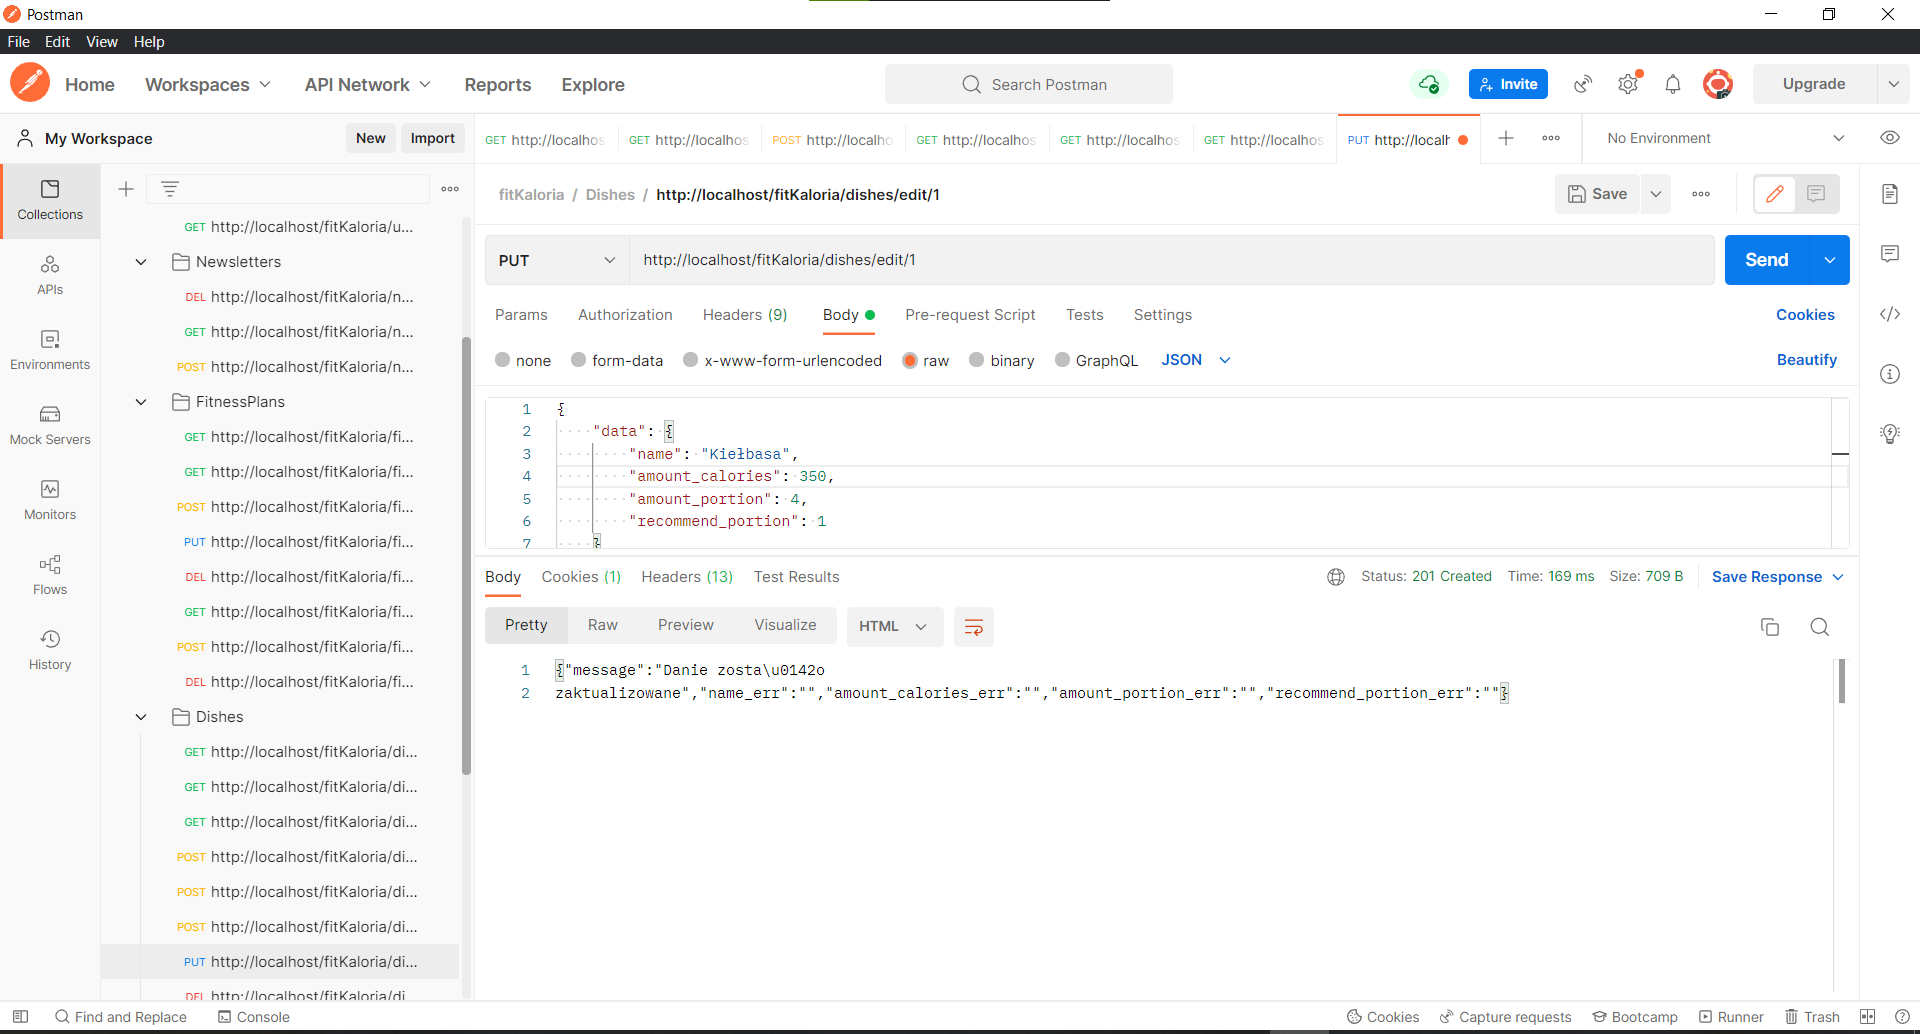 Postman
File Edit View Help
Home Workspaces API Network Reports Explore Search Postman Invite Upgrade
My Workspace New Import GET http://localhos GET http://localhos POST http://localho GET http://localhos GET http://localhos GET http://localhos PUT http://localh No Environment
Collections
APIs
Environments
Mock Servers
Monitors
Flows
History
GET http://localhost/fitKaloria/u...
Newsletters
DEL http://localhost/fitKaloria/n...
GET http://localhost/fitKaloria/n...
POST http://localhost/fitKaloria/n...
FitnessPlans
GET http://localhost/fitKaloria/fi...
GET http://localhost/fitKaloria/fi...
POST http://localhost/fitKaloria/fi...
PUT http://localhost/fitKaloria/fi...
DEL http://localhost/fitKaloria/fi...
GET http://localhost/fitKaloria/fi...
POST http://localhost/fitKaloria/fi...
DEL http://localhost/fitKaloria/fi...
Dishes
GET http://localhost/fitKaloria/di...
GET http://localhost/fitKaloria/di...
GET http://localhost/fitKaloria/di...
POST http://localhost/fitKaloria/di...
POST http://localhost/fitKaloria/di...
POST http://localhost/fitKaloria/di...
PUT http://localhost/fitKaloria/di...
DEL http://localhost/fitKaloria/di
fitKaloria / Dishes / http://localhost/fitKaloria/dishes/edit/1 Save
PUT http://localhost/fitKaloria/dishes/edit/1 Send
Params Authorization Headers (9) Body Pre-request Script Tests Settings Cookies
none form-data x-www-form-urlencoded raw binary GraphQL JSON Beautify
1 {
2 "data": {
3 "name": "Kiełbasa",
4 "amount_calories": 350,
5 "amount_portion": 4,
6 "recommend_portion": 1
7 }
Body Cookies (1) Headers (13) Test Results Status: 201 Created Time: 169 ms Size: 709 B Save Response
Pretty Raw Preview Visualize HTML
1 {"message":"Danie zosta\u0142o
2 zaktualizowane","name_err":"","amount_calories_err":"","amount_portion_err":"","recommend_portion_err":""}
Find and Replace Console Cookies Capture requests Bootcamp Runner Trash